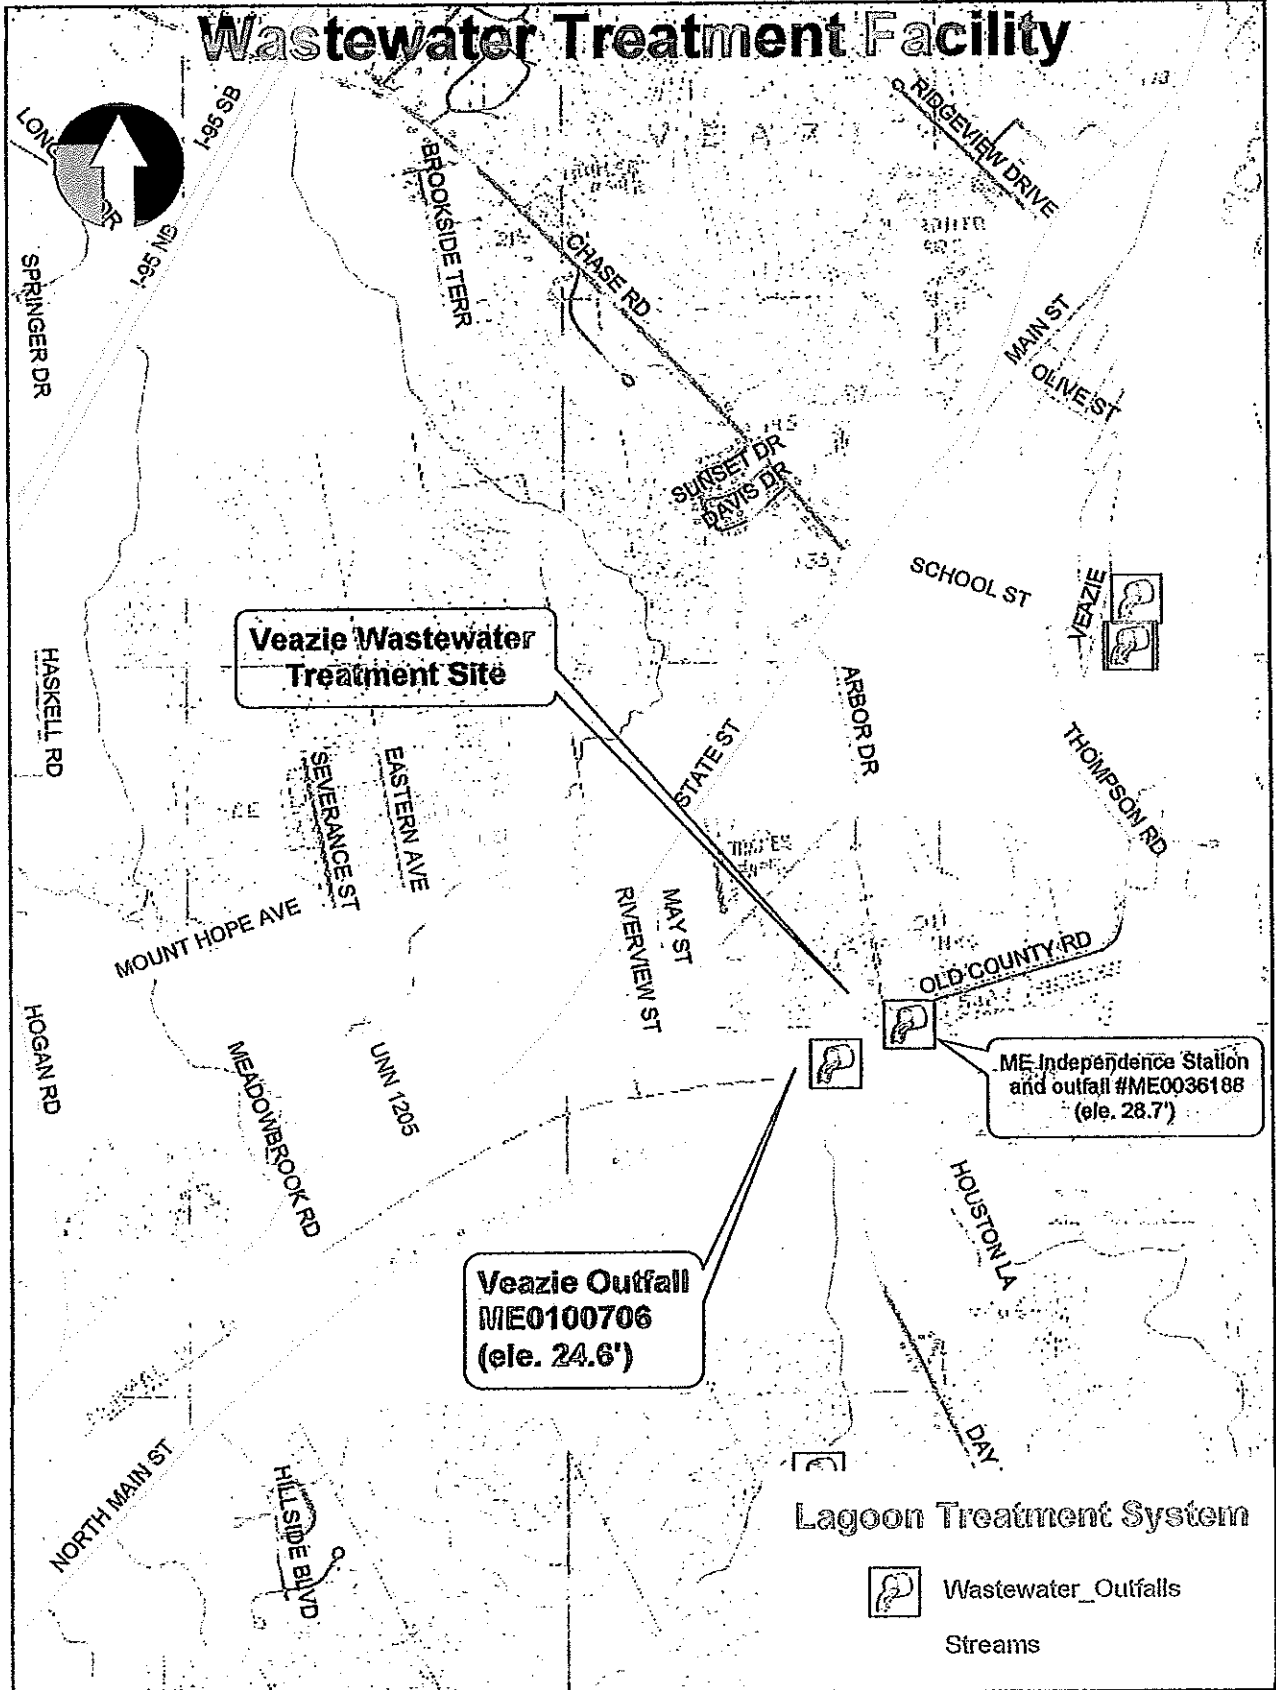 Wastewater Treatment Facility
I-95 SB
RIDGEVIEW DRIVE
BROOKSIDE TERR
I-95 NB
CHASE RD
SPRINGER DR
MAIN ST
OLIVE ST
SUNSET DR
DAVIS DR
SCHOOL ST
VEAZIE
Veazie Wastewater
Treatment Site
HASKELL RD
ARBOR DR
STATE ST
THOMPSON RD
SEVERANCE ST
EASTERN AVE
MOUNT HOPE AVE
RIVERVIEW ST
MAY ST
OLD COUNTY RD
HOGAN RD
MEADOWBROOK RD
UNN 1205
ME Independence Station
and outfall #ME0036188
(ele. 28.7')
HOUSTON LA
Veazie Outfall
ME0100706
(ele. 24.6')
DAY
NORTH MAIN ST
HILLSIDE BLVD
Lagoon Treatment System
Wastewater_Outfalls
Streams